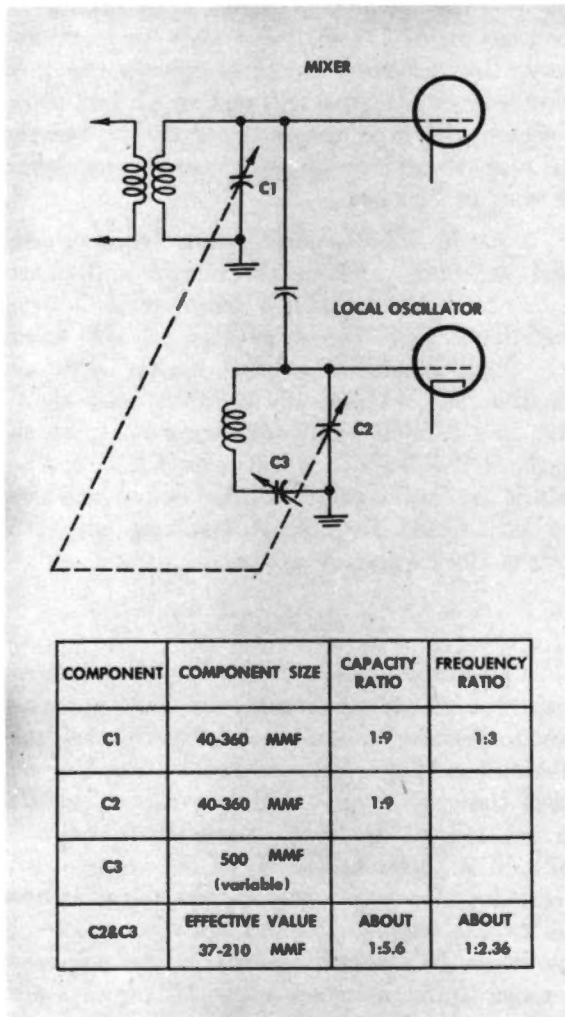 MIXER
C1
LOCAL OSCILLATOR
C2
C3
COMPONENT COMPONENT SIZE CAPACITY RATIO FREQUENCY RATIO
C1 40-360 MMF 1:9 1:3
C2 40-360 MMF 1:9
C3 500 MMF (variable)
C2&C3 EFFECTIVE VALUE 37-210 MMF ABOUT 1:5.6 ABOUT 1:2.36